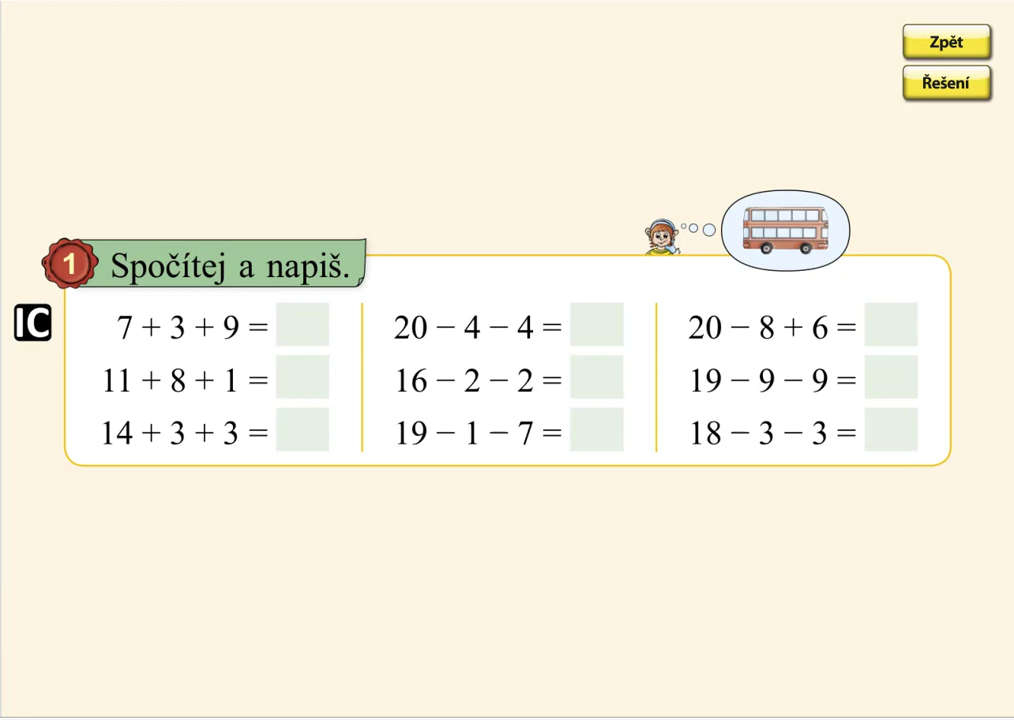 Zpět
Řešení
1 Spočítej a napiš.
IC
7 + 3 + 9 =
11 + 8 + 1 =
14 + 3 + 3 =
20 − 4 − 4 =
16 − 2 − 2 =
19 − 1 − 7 =
20 − 8 + 6 =
19 − 9 − 9 =
18 − 3 − 3 =